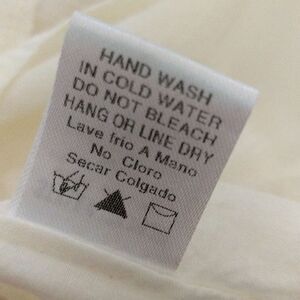 HAND WASH
IN COLD WATER
DO NOT BLEACH
HANG OR LINE DRY
Lave frio A Mano
No Cloro
Secar Colgado